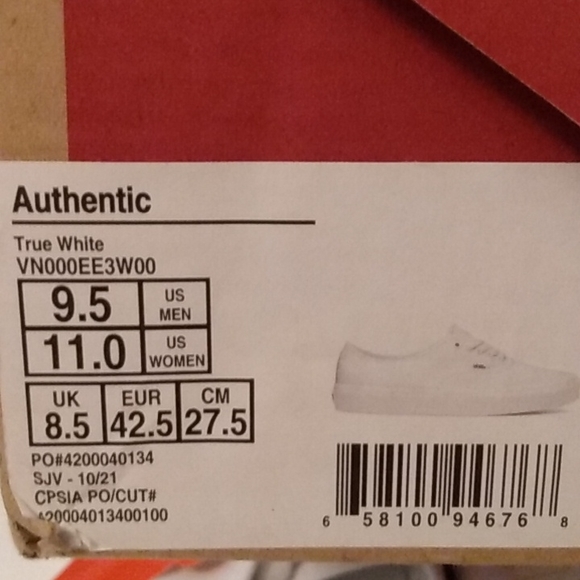 Authentic
True White
VN000EE3W00
9.5 US MEN
11.0 US WOMEN
UK EUR CM
8.5 42.5 27.5
PO#4200040134
SJV - 10/21
CPSIA PO/CUT#
420004013400100
6 58100 94676 8